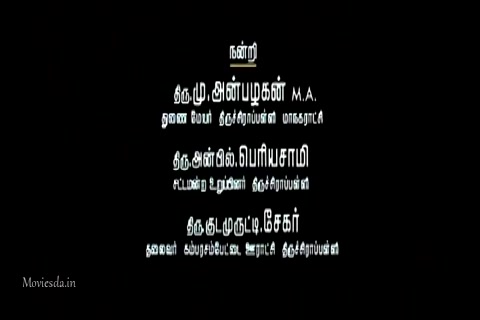 நன்றி
திரு.மு.அன்பழகன் M.A.
துணை மேயர் திருச்சிராப்பள்ளி மாநகராட்சி
திரு.அன்பில்.பெரியசாமி
சட்டமன்ற உறுப்பினர் திருச்சிராப்பள்ளி
திரு.குடமுருட்டி.சேகர்
தலைவர் கம்பரசம்பேட்டை ஊராட்சி திருச்சிராப்பள்ளி
Moviesda.in